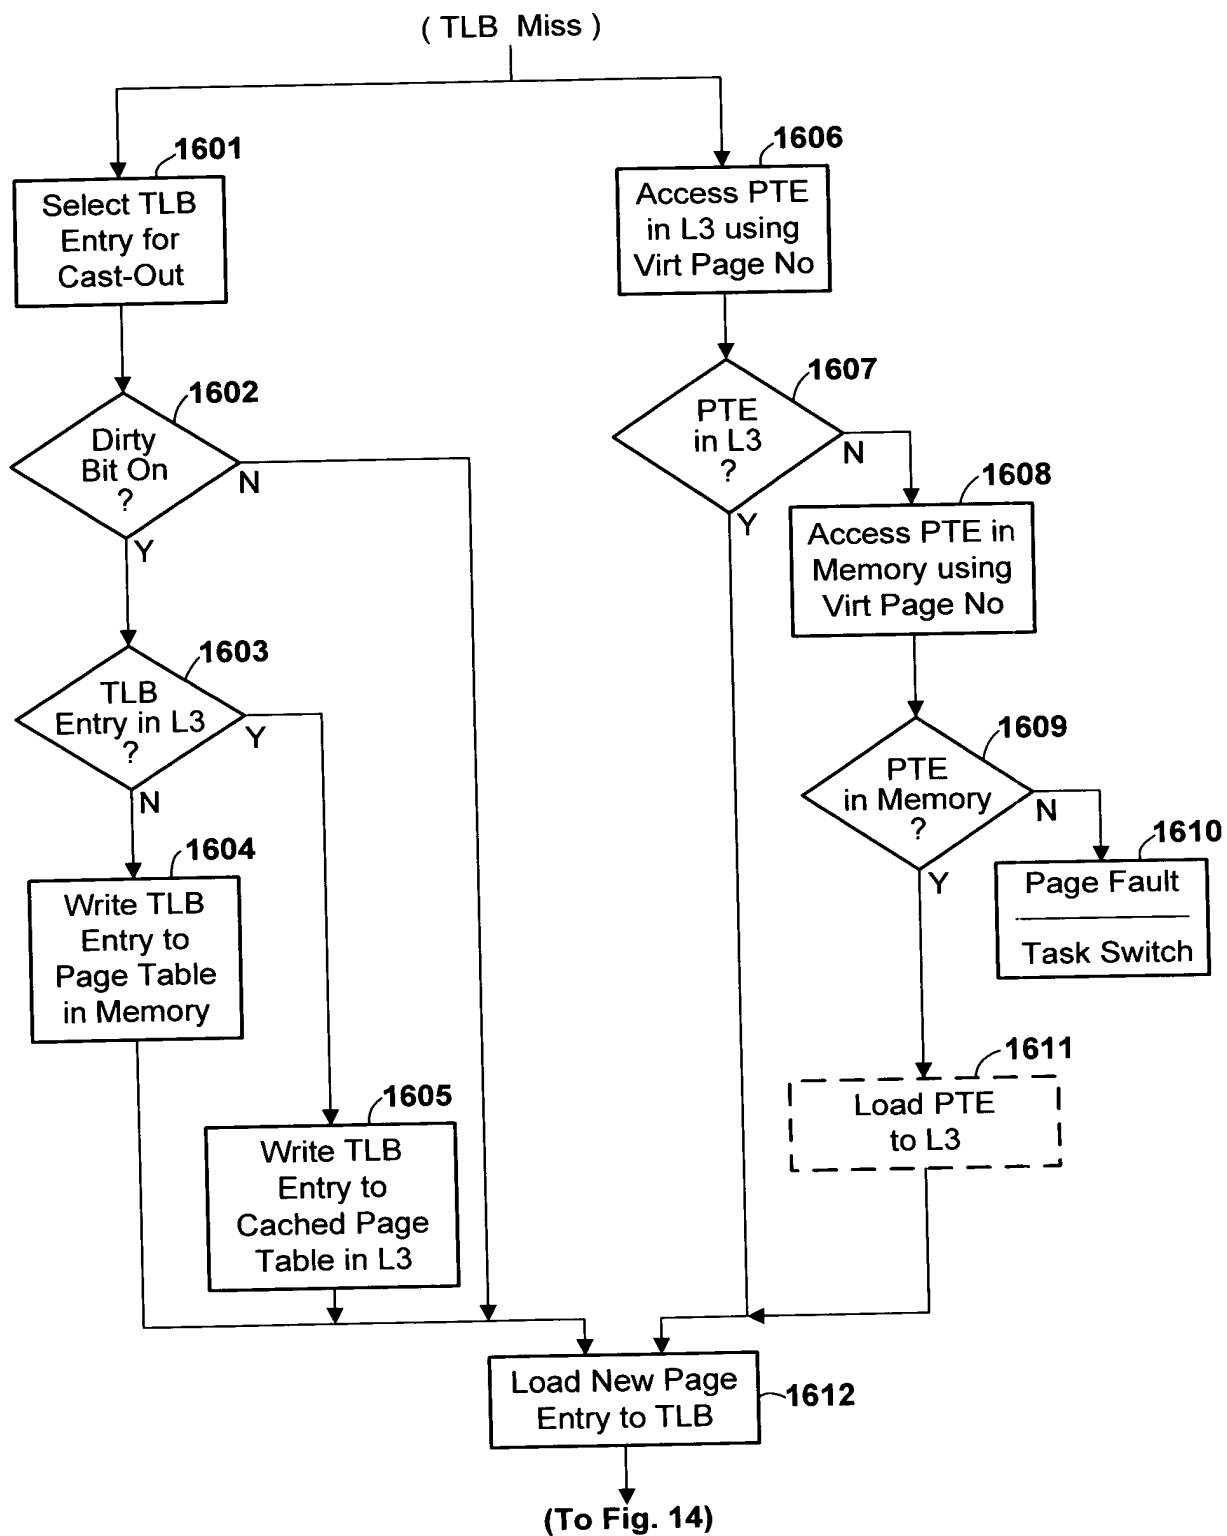 ( TLB Miss )
1601
Select TLB
Entry for
Cast-Out
1602
Dirty
Bit On
?
N
Y
1603
TLB
Entry in L3
?
Y
N
1604
Write TLB
Entry to
Page Table
in Memory
1605
Write TLB
Entry to
Cached Page
Table in L3
1606
Access PTE
in L3 using
Virt Page No
1607
PTE
in L3
?
N
Y
1608
Access PTE in
Memory using
Virt Page No
1609
PTE
in Memory
?
N
Y
1610
Page Fault
Task Switch
1611
Load PTE
to L3
Load New Page
Entry to TLB
1612
(To Fig. 14)